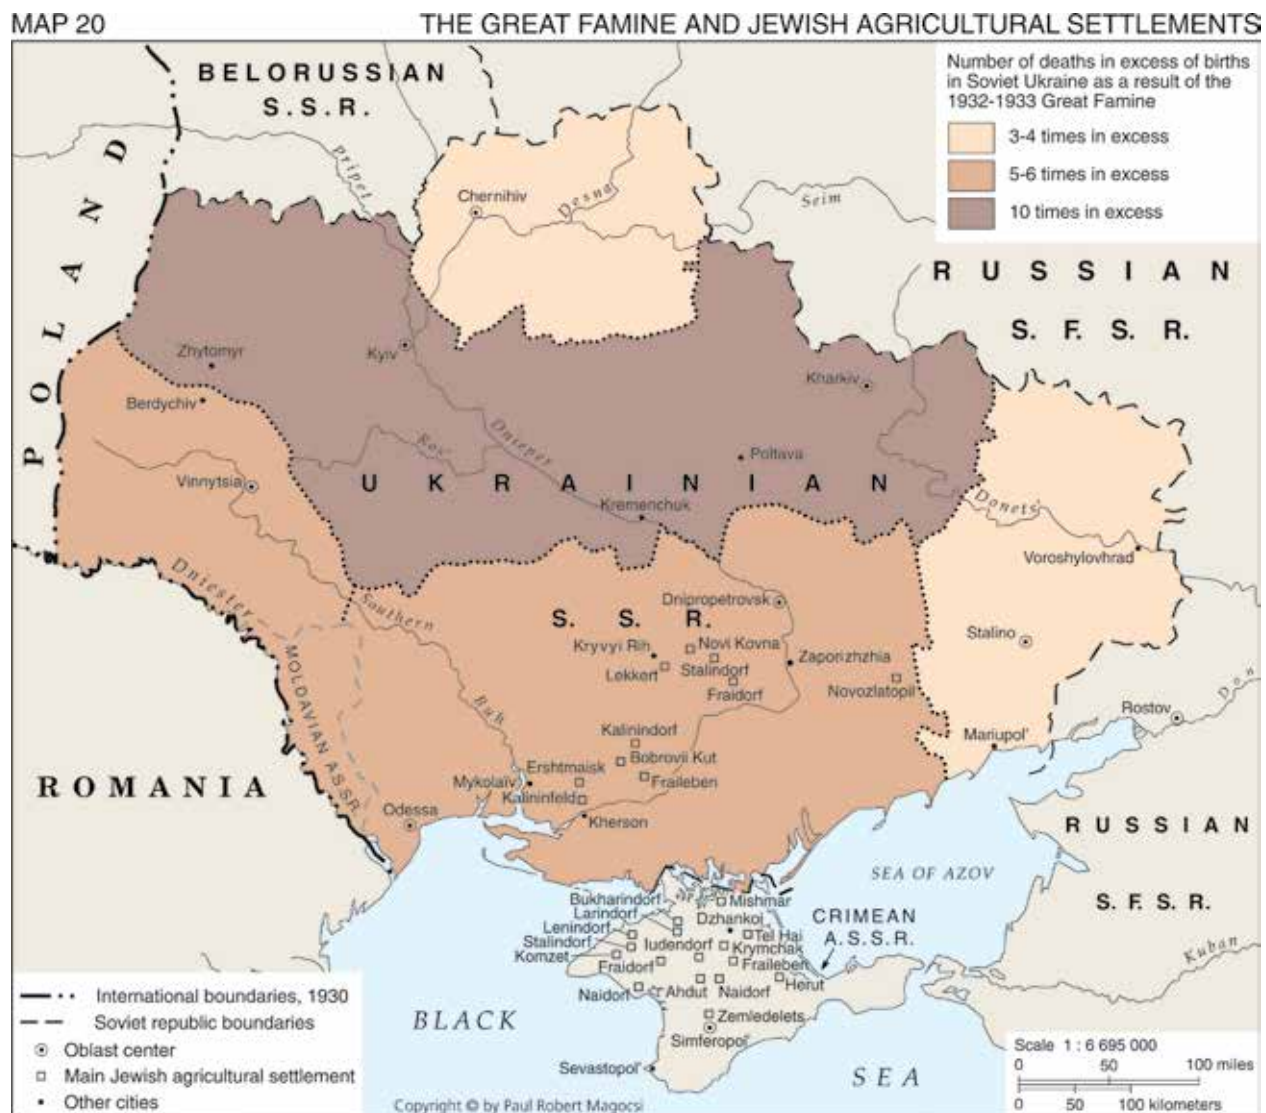 MAP 20
THE GREAT FAMINE AND JEWISH AGRICULTURAL SETTLEMENTS
Number of deaths in excess of births
in Soviet Ukraine as a result of the
1932-1933 Great Famine
3-4 times in excess
5-6 times in excess
10 times in excess
BELORUSSIAN
S.S.R.
POLAND
Pripet
Chernihiv
Desna
Seim
RUSSIAN
S. F. S. R.
Zhytomyr
Kyiv
Kharkiv
Berdychiv
Ros'
Dnieper
Poltava
Vinnytsia
UKRAINIAN
Kremenchuk
Donets
Voroshylovhrad
Dniester
Southern
Buh
Dnipropetrovsk
S. S. R.
Stalino
Kryvyi Rih
Novi Kovna
Lekkert
Stalindorf
Zaporizhzhia
Fraidorf
Novozlatopil
MOLDAVIAN A.S.S.R.
Don
Rostov
Mariupol'
Kalinindorf
Bobrovii Kut
Ershtmaisk
Fraileben
Mykolaïv
Kalininfeld
Kherson
Odessa
ROMANIA
RUSSIAN
S. F. S. R.
SEA OF AZOV
Kuban
Bukharindorf
Mishmar
Larindorf
Dzhankoi
CRIMEAN
A.S.S.R.
Lenindorf
Tel Hai
Stalindorf
Iudendorf
Krymchak
Komzet
Fraidorf
Fraileben
Naidorf
Ahdut
Naidorf
Herut
Zemledelets
Simferopol'
Sevastopol'
BLACK
SEA
International boundaries, 1930
Soviet republic boundaries
Oblast center
Main Jewish agricultural settlement
Other cities
Scale 1 : 6 695 000
0 50 100 miles
0 50 100 kilometers
Copyright © by Paul Robert Magocsi